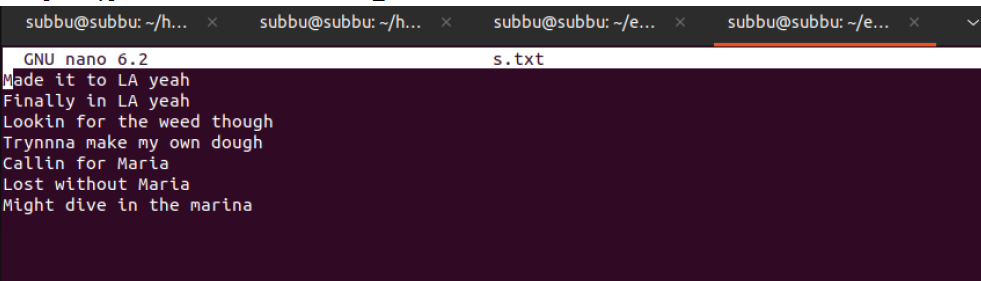 subbu@subbu: ~/h... × subbu@subbu: ~/h... × subbu@subbu: ~/e... × subbu@subbu: ~/e... ×
GNU nano 6.2 s.txt
Made it to LA yeah
Finally in LA yeah
Lookin for the weed though
Trynnna make my own dough
Callin for Maria
Lost without Maria
Might dive in the marina